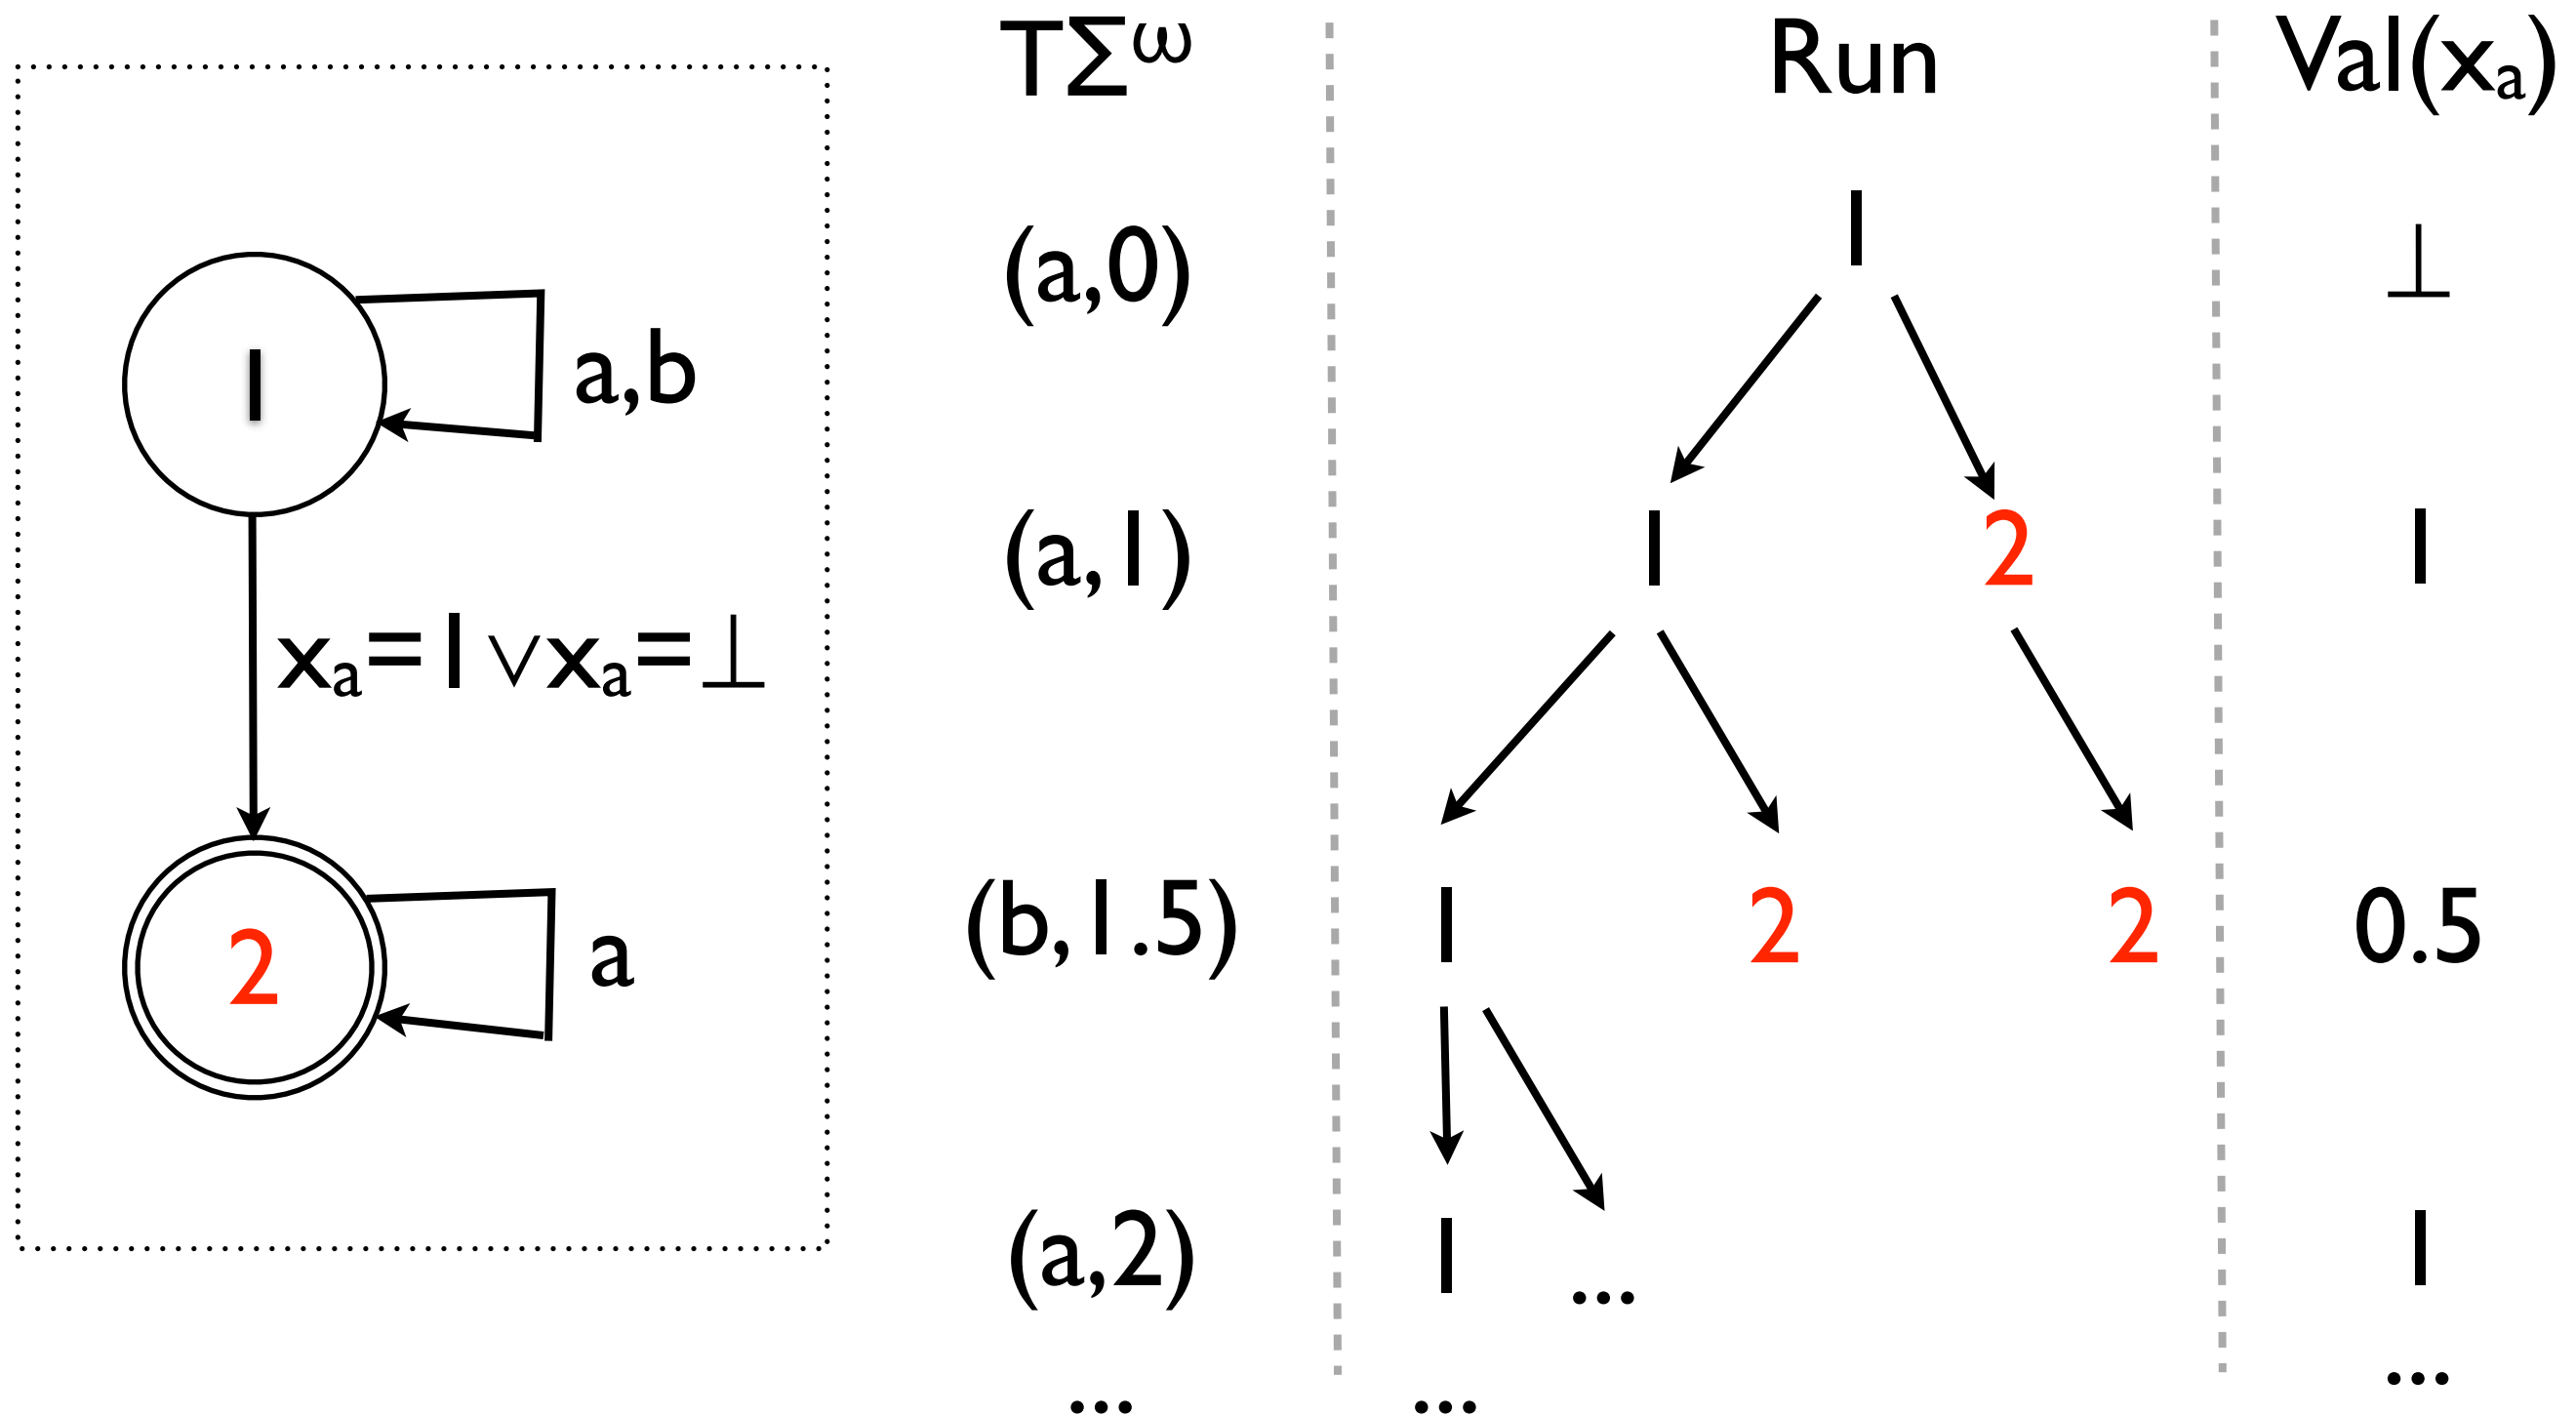 TΣ^ω Run Val(xₐ)
1
(a,0) ⊥
1 a,b
(a,1) 1 2 1
xₐ=1∨xₐ=⊥
(b,1.5) 1 2 2 0.5
2 a
(a,2) 1 ... 1
... ... ...